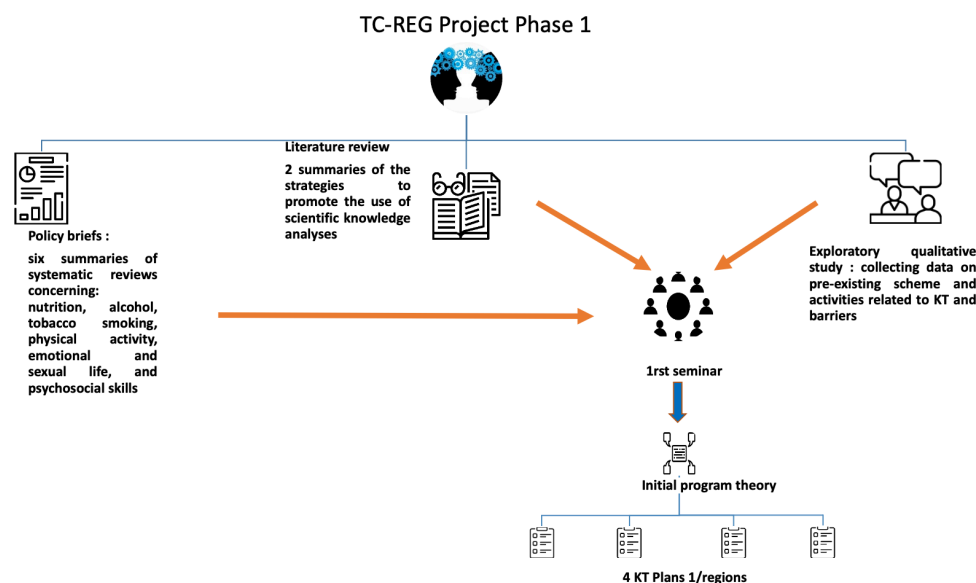 TC-REG Project Phase 1
Literature review
2 summaries of the
strategies to
promote the use of
scientific knowledge
analyses
Policy briefs :
six summaries of
systematic reviews
concerning:
nutrition, alcohol,
tobacco smoking,
physical activity,
emotional and
sexual life, and
psychosocial skills
Exploratory qualitative
study : collecting data on
pre-existing scheme and
activities related to KT and
barriers
1rst seminar
Initial program theory
4 KT Plans 1/regions